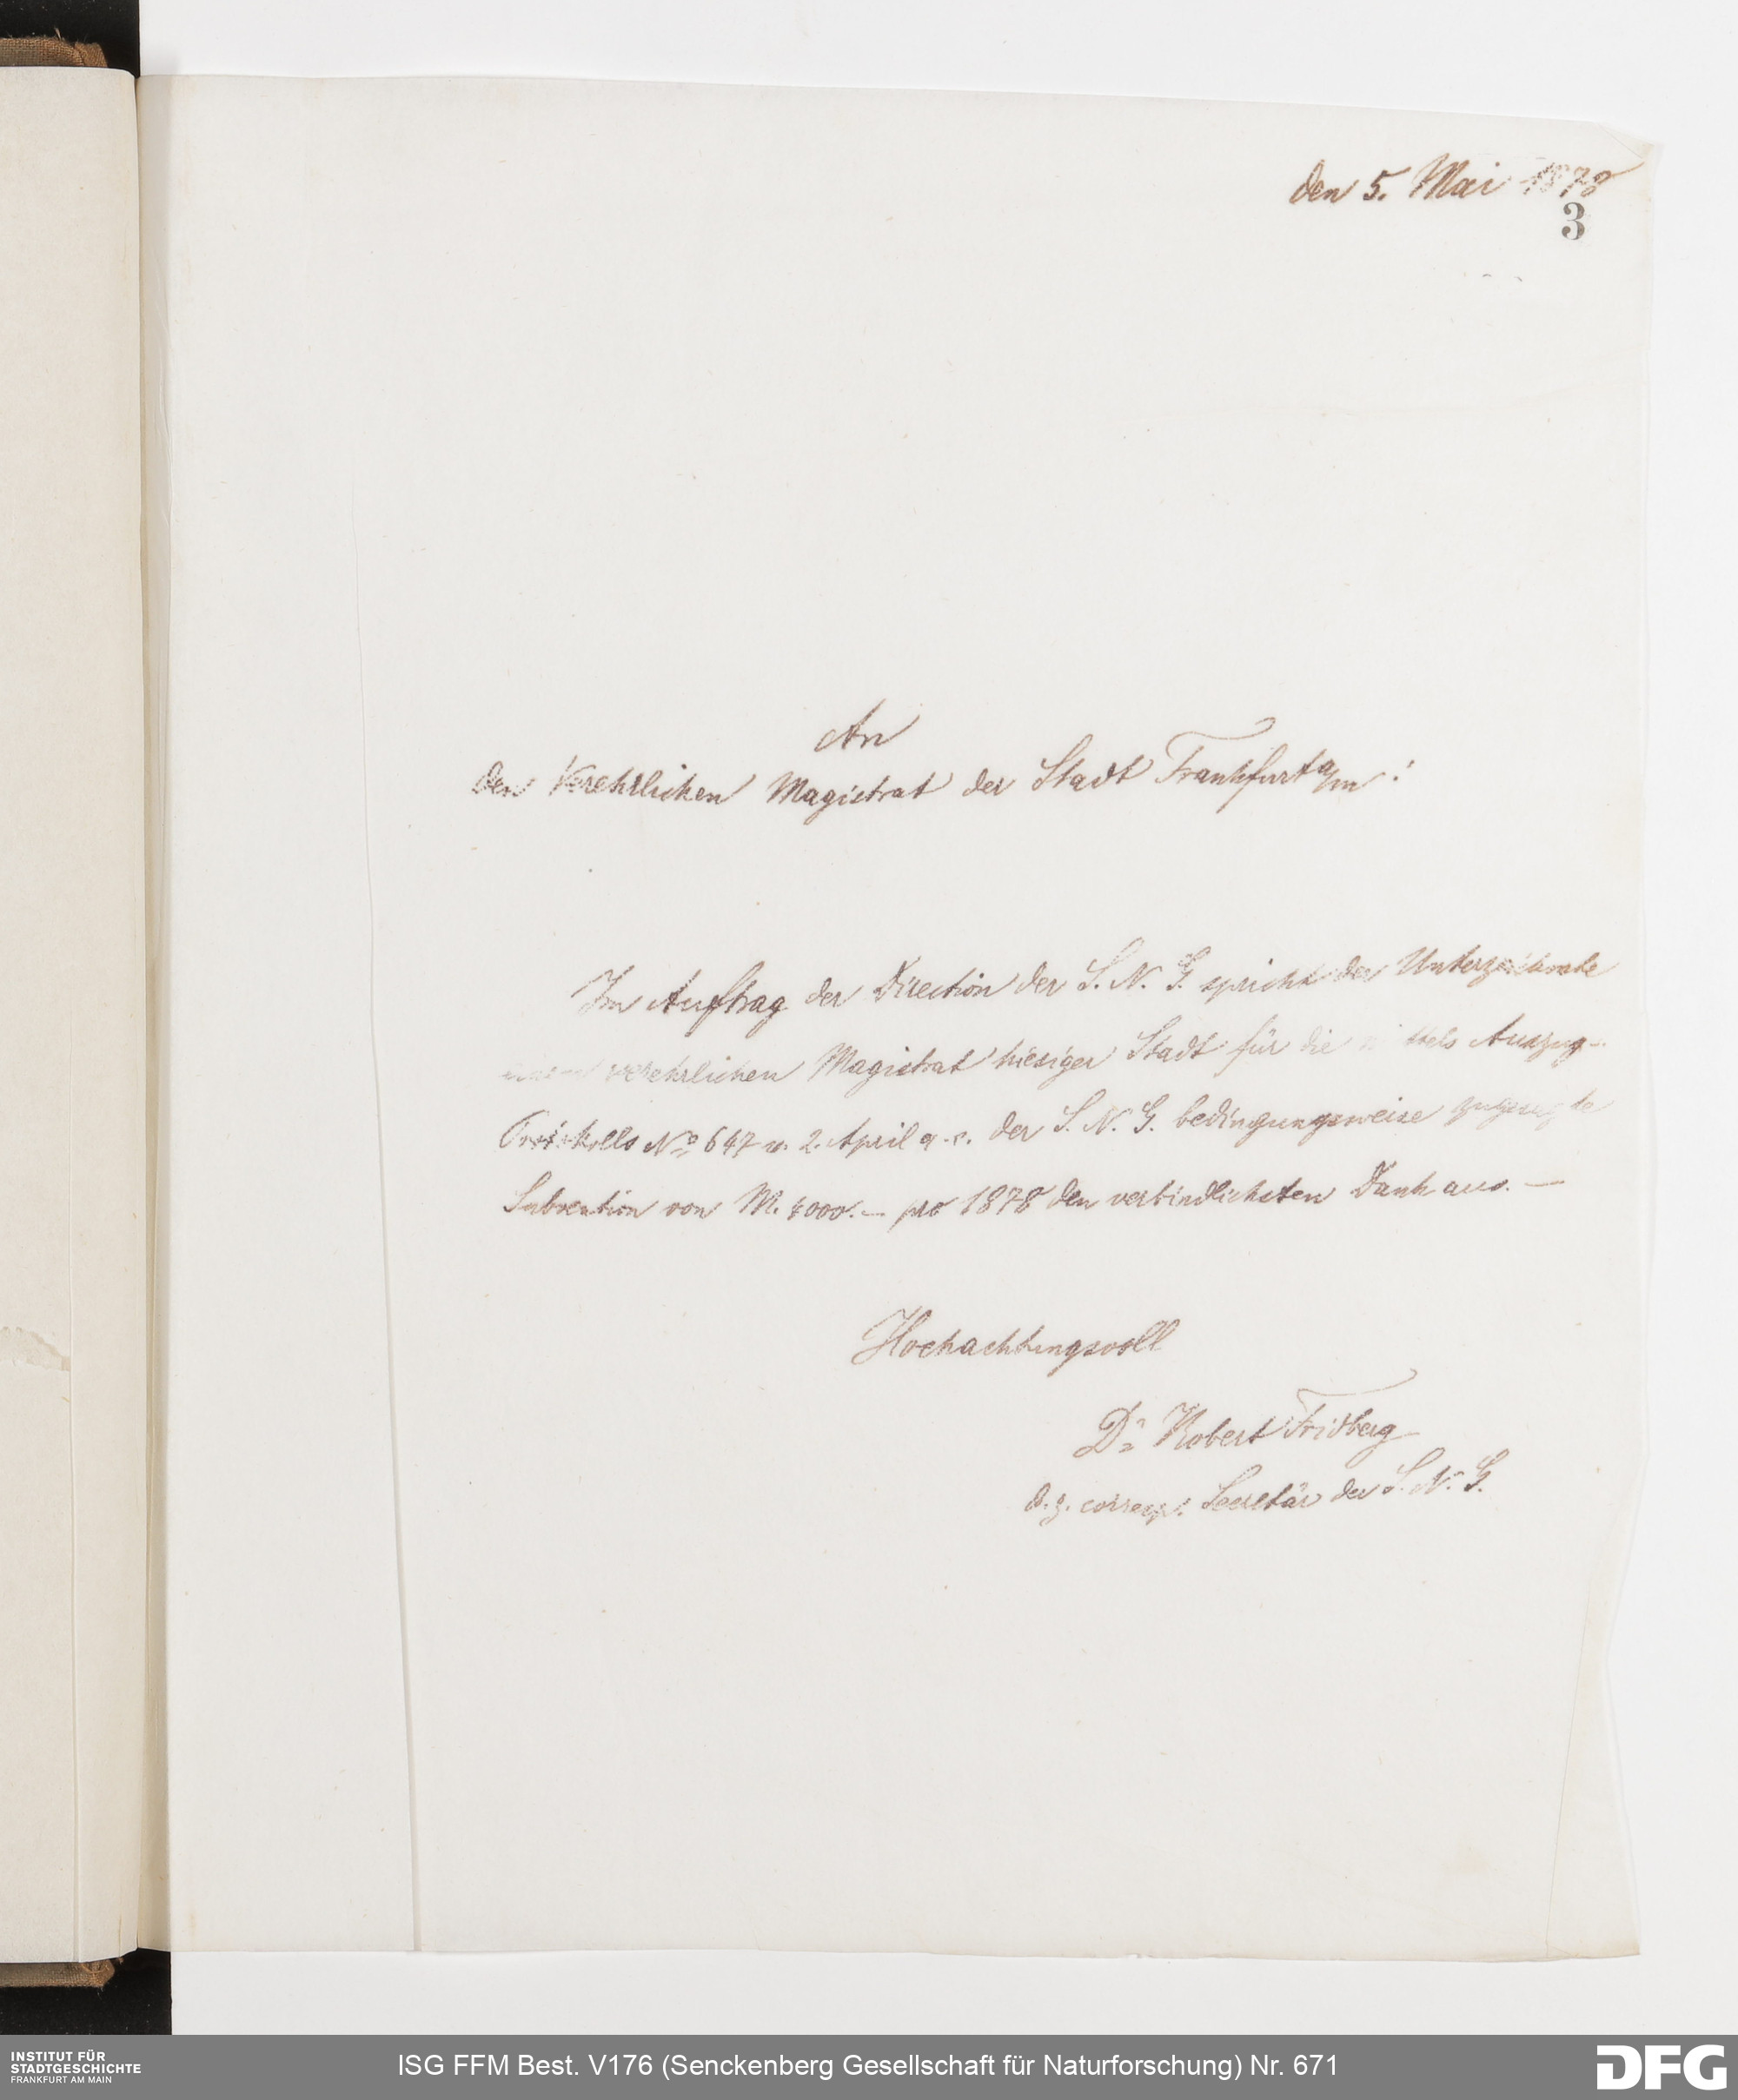 den 5. Mai 1878
3
An
den Verehrlichen Magistrat der Stadt Frankfurt a/m!
Im Auftrag der Direction der S. N. G. spricht der Unterzeichnete
verehrlichen Magistrat hiesiger Stadt für die mittels Auszug-
Protokolls No 647 v. 2. April a. c. der S. N. G. bedingungsweise zugesagte
Subvention von M. 4000.— pro 1878 den verbindlichsten Dank aus. —
Hochachtungsvoll
Dr Robert Fridberg
d. z. corresp. Secretär der S. N. G.
INSTITUT FÜR
STADTGESCHICHTE
FRANKFURT AM MAIN
ISG FFM Best. V176 (Senckenberg Gesellschaft für Naturforschung) Nr. 671
DFG